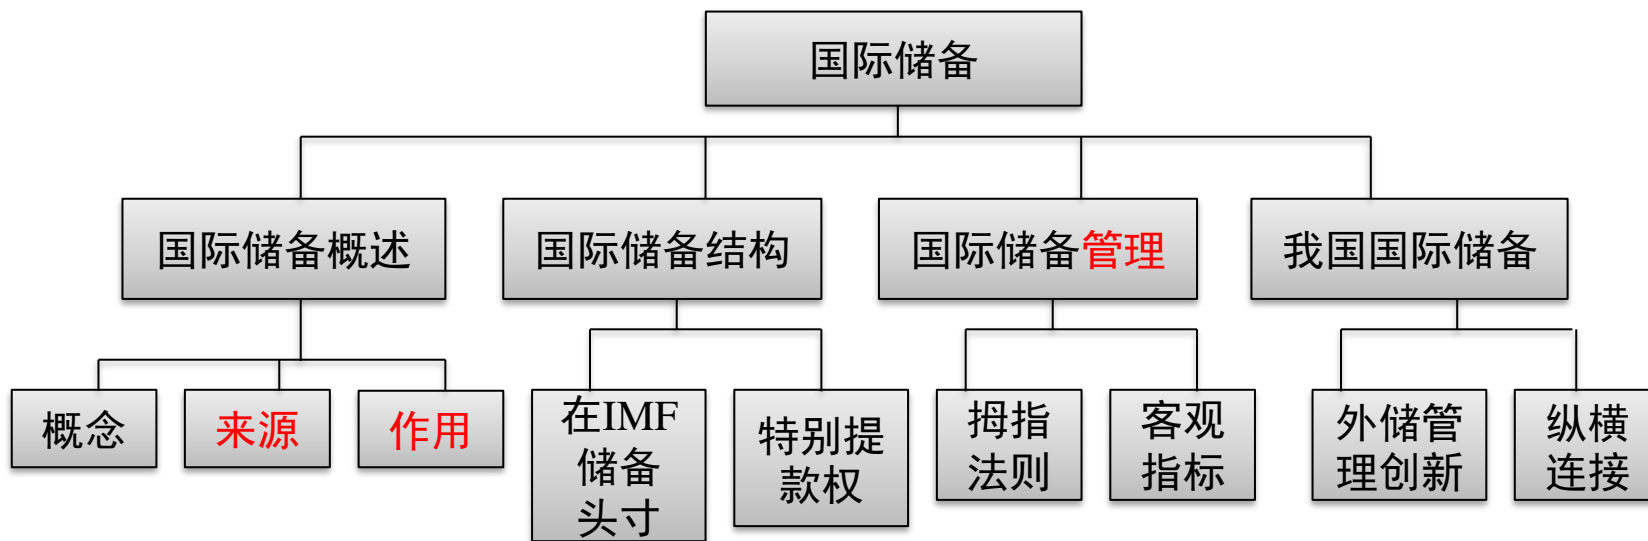 国际储备
国际储备概述
国际储备结构
国际储备管理
我国国际储备
概念
来源
作用
在IMF
储备
头寸
特别提
款权
拇指
法则
客观
指标
外储管
理创新
纵横
连接